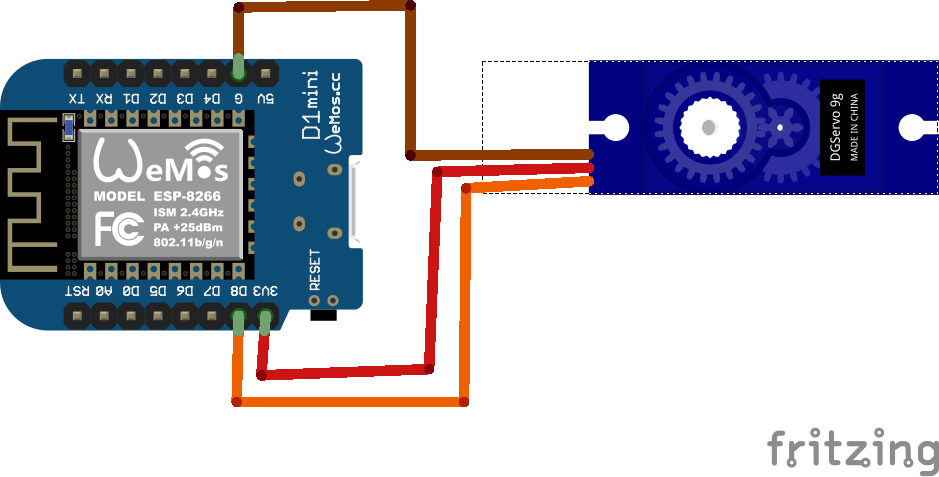 TX
RX
D1
D2
D3
D4
G
5V
D1 mini
WeMos.cc
WeMos
MODEL ESP-8266
ISM 2.4GHz
PA +25dBm
802.11b/g/n
FC
RESET
RST
A0
D0
D5
D6
D7
D8
3V3
DGServo 9g
MADE IN CHINA
fritzing